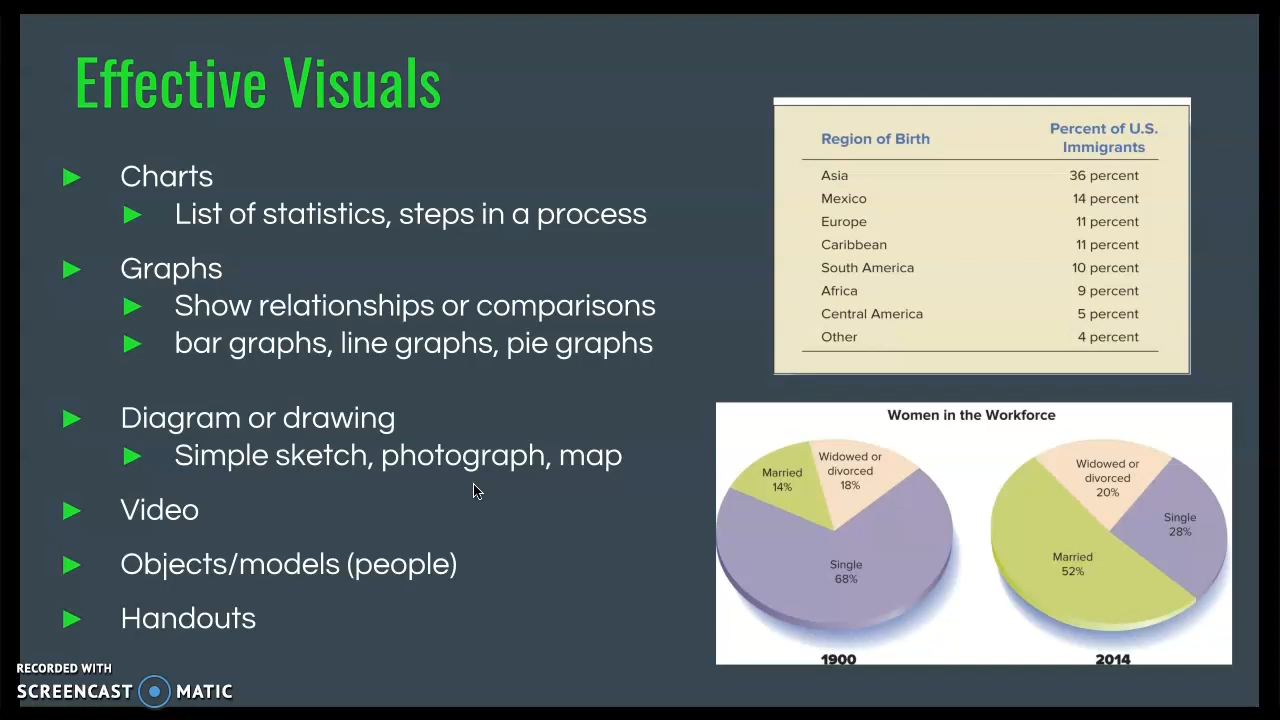 Effective Visuals
Charts
List of statistics, steps in a process
Graphs
Show relationships or comparisons
bar graphs, line graphs, pie graphs
Diagram or drawing
Simple sketch, photograph, map
Video
Objects/models (people)
Handouts
Region of Birth
Percent of U.S.
Immigrants
Asia 36 percent
Mexico 14 percent
Europe 11 percent
Caribbean 11 percent
South America 10 percent
Africa 9 percent
Central America 5 percent
Other 4 percent
Women in the Workforce
Married
14%
Widowed or
divorced
18%
Single
68%
1900
Widowed or
divorced
20%
Single
28%
Married
52%
2014
RECORDED WITH
SCREENCAST MATIC